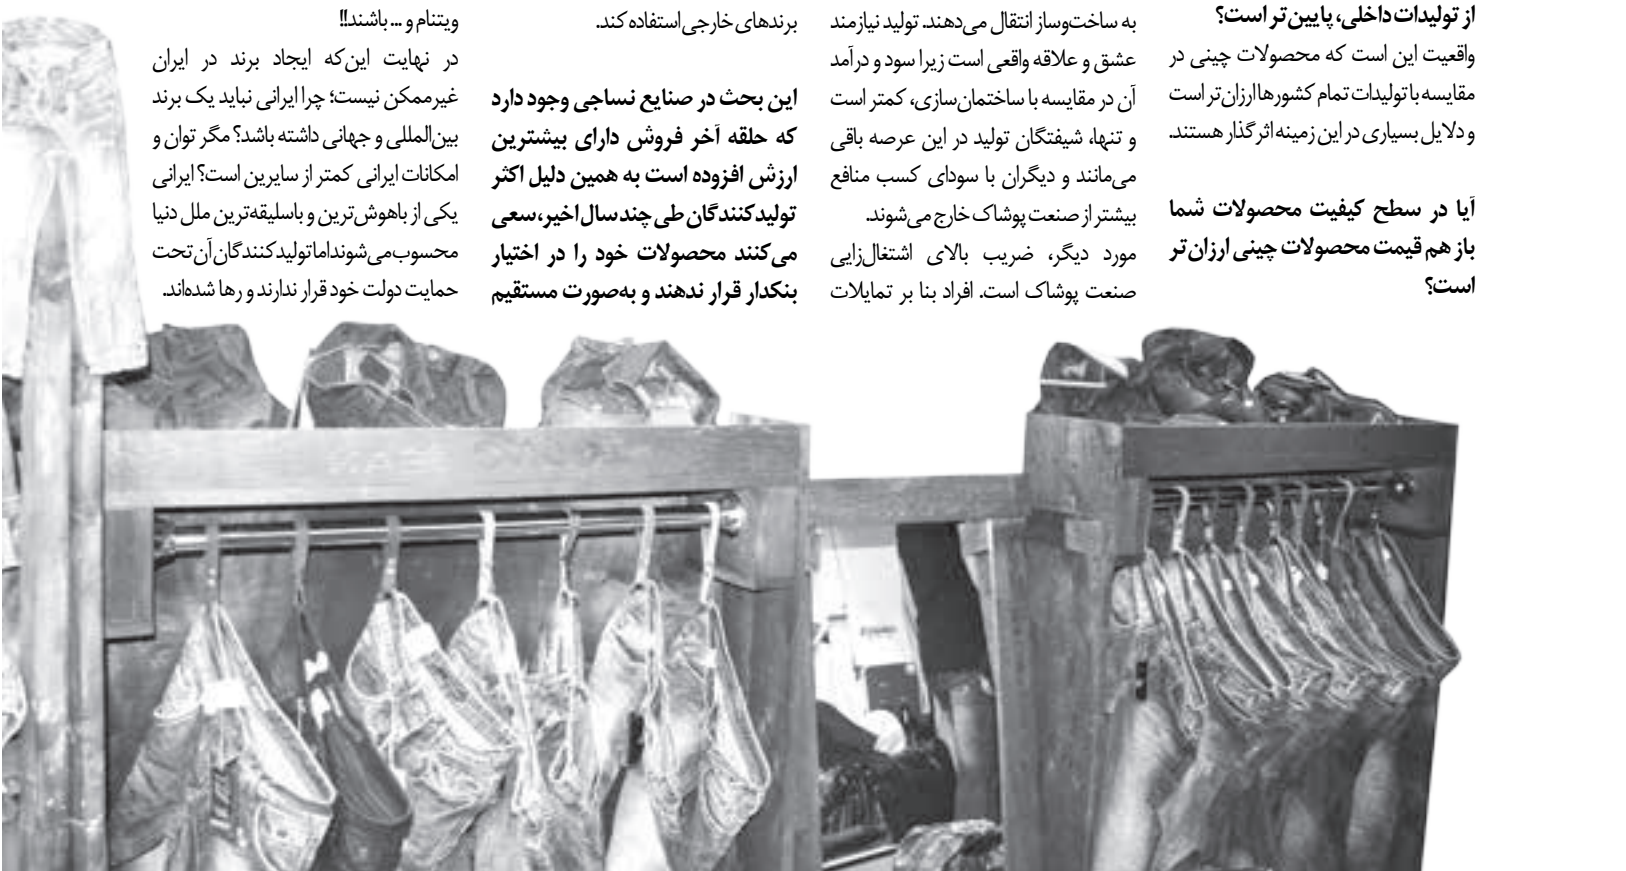 از تولیدات داخلی، پایین‌تر است؟
واقعیت این است که محصولات چینی در
مقایسه با تولیدات تمام کشورها ارزان‌تر است
و دلایل بسیاری در این زمینه اثرگذار هستند.
آیا در سطح کیفیت محصولات شما
باز هم قیمت محصولات چینی ارزان‌تر
است؟
به ساخت‌وساز انتقال می‌دهند. تولید نیازمند
عشق و علاقه واقعی است زیرا سود و درآمد
آن در مقایسه با ساختمان‌سازی، کمتر است
و تنها، شیفتگان تولید در این عرصه باقی
می‌مانند و دیگران با سودای کسب منافع
بیشتر از صنعت پوشاک خارج می‌شوند.
مورد دیگر، ضریب بالای اشتغال‌زایی
صنعت پوشاک است. افراد بنا بر تمایلات
برندهای خارجی استفاده کند.
این بحث در صنایع نساجی وجود دارد
که حلقه آخر فروش دارای بیشترین
ارزش افزوده است به همین دلیل اکثر
تولیدکنندگان طی چند سال اخیر، سعی
می‌کنند محصولات خود را در اختیار
بنکدار قرار ندهند و به‌صورت مستقیم
ویتنام و ... باشند!!
در نهایت این‌که ایجاد برند در ایران
غیرممکن نیست؛ چرا ایرانی نباید یک برند
بین‌المللی و جهانی داشته باشد؟ مگر توان و
امکانات ایرانی کمتر از سایرین است؟ ایرانی
یکی از باهوش‌ترین و باسلیقه‌ترین ملل دنیا
محسوب می‌شوند اما تولیدکنندگان آن تحت
حمایت دولت خود قرار ندارند و رها شده‌اند.